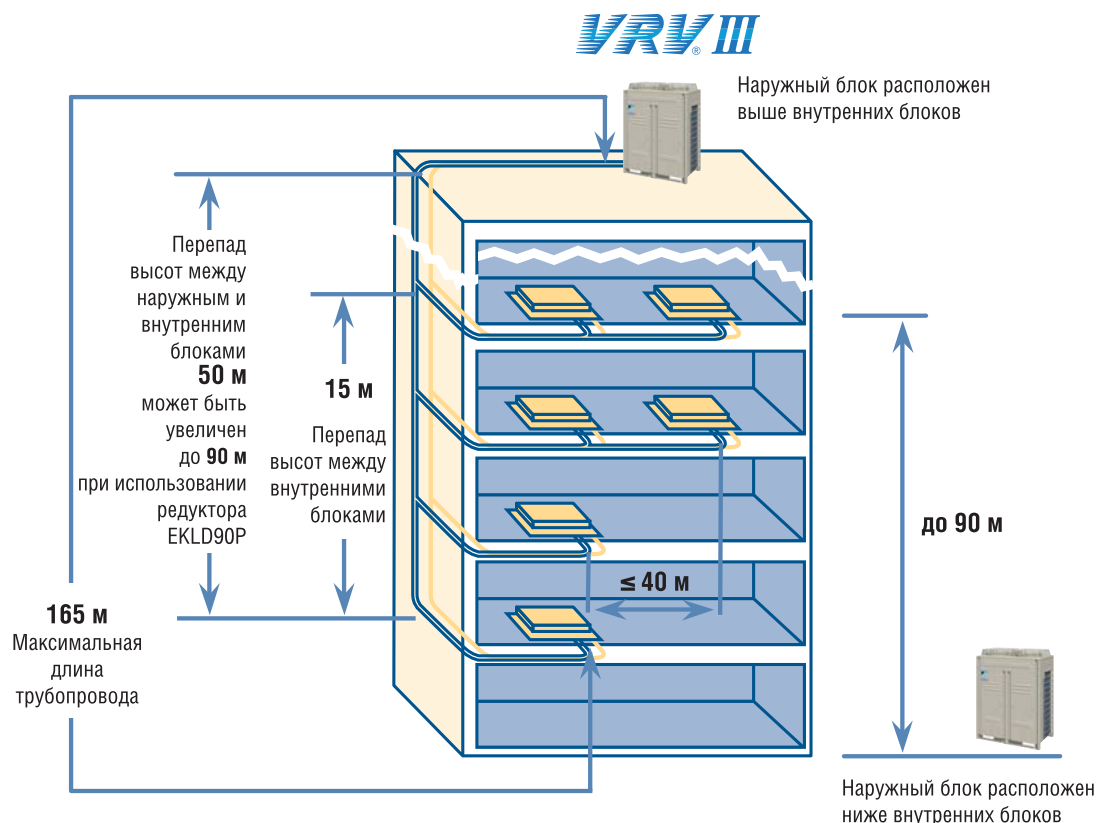 VRV® III
Наружный блок расположен
выше внутренних блоков
Перепад
высот между
наружным и
внутренним
блоками
50 м
может быть
увеличен
до 90 м
при использовании
редуктора
EKLD90P
15 м
Перепад
высот между
внутренними
блоками
до 90 м
≤ 40 м
165 м
Максимальная
длина
трубопровода
Наружный блок расположен
ниже внутренних блоков